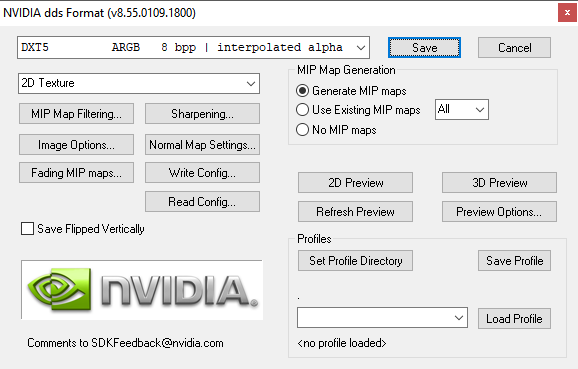 NVIDIA dds Format (v8.55.0109.1800)
DXT5 ARGB 8 bpp | interpolated alpha
Save
Cancel
2D Texture
MIP Map Generation
Generate MIP maps
Use Existing MIP maps
All
No MIP maps
MIP Map Filtering...
Sharpening...
Image Options...
Normal Map Settings...
Fading MIP maps...
Write Config...
Read Config...
2D Preview
3D Preview
Refresh Preview
Preview Options...
Save Flipped Vertically
Profiles
Set Profile Directory
Save Profile
.
Load Profile
<no profile loaded>
NVIDIA.
Comments to SDKFeedback@nvidia.com